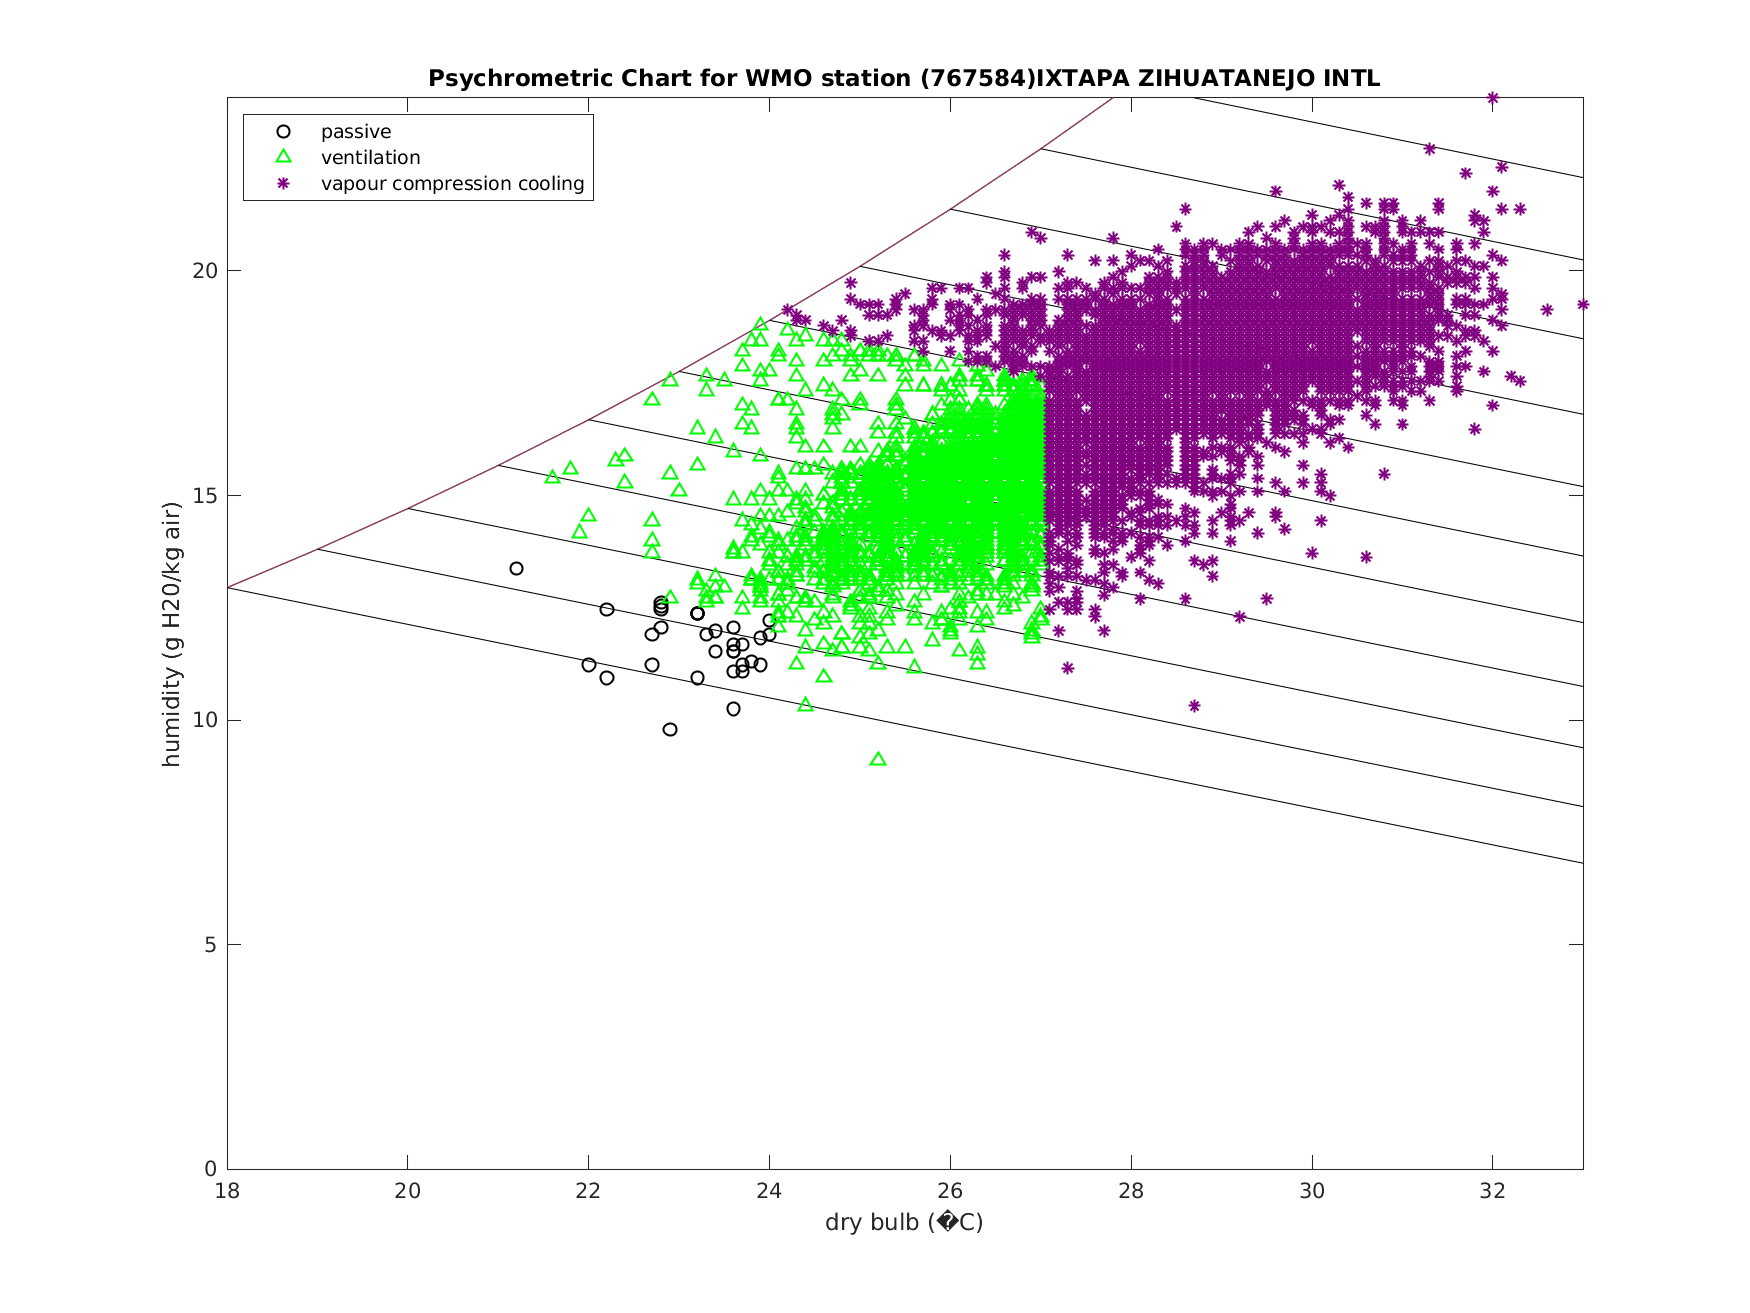 Psychrometric Chart for WMO station (767584)IXTAPA ZIHUATANEJO INTL
passive
ventilation
vapour compression cooling
humidity (g H20/kg air)
20
15
10
5
0
18 20 22 24 26 28 30 32
dry bulb (�C)